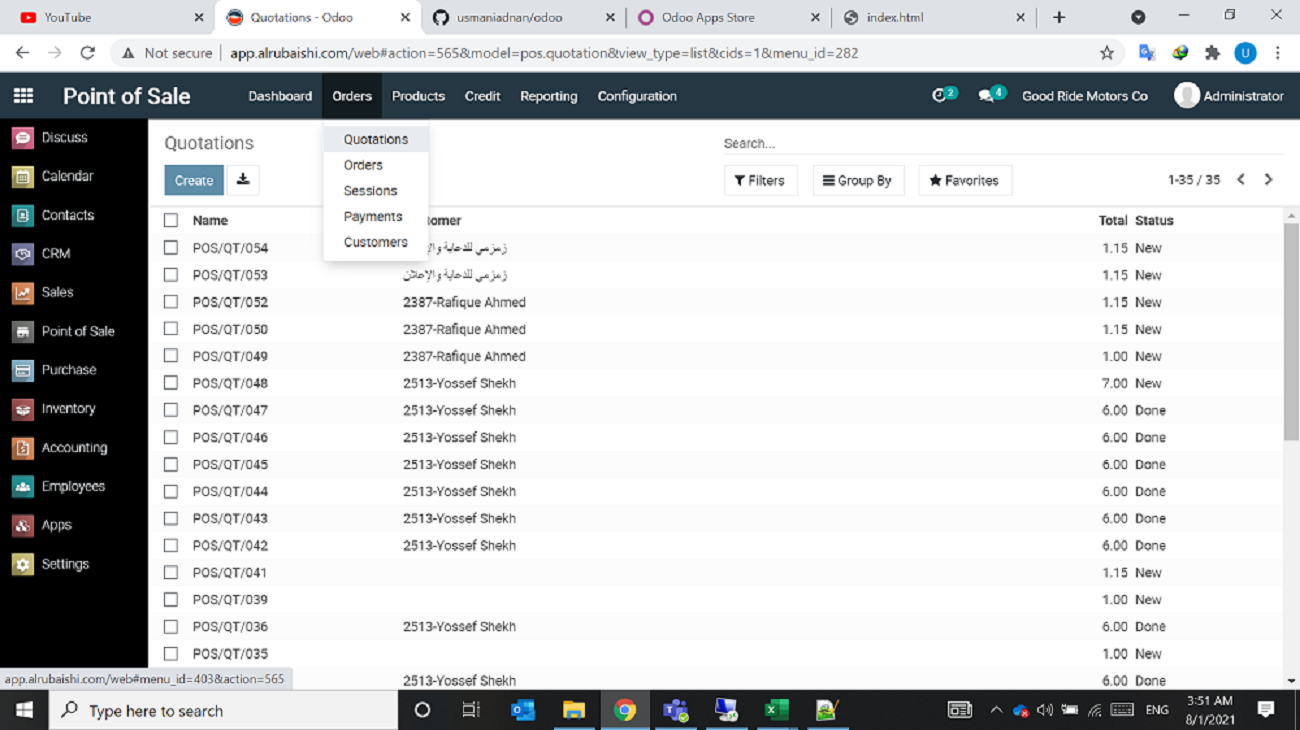 YouTube
Quotations - Odoo
usmaniadnan/odoo
Odoo Apps Store
index.html
Not secure
app.alrubaishi.com/web#action=565&model=pos.quotation&view_type=list&cids=1&menu_id=282
U
Point of Sale
Dashboard
Orders
Products
Credit
Reporting
Configuration
2
4
Good Ride Motors Co
Administrator
Discuss
Calendar
Contacts
CRM
Sales
Point of Sale
Purchase
Inventory
Accounting
Employees
Apps
Settings
Quotations
Create
Quotations
Orders
Sessions
Payments
Customers
Search...
Filters
Group By
Favorites
1-35 / 35
Name tomer Total Status
POS/QT/054 زمزمي للدعاية والإ 1.15 New
POS/QT/053 زمزمي للدعاية والإعلان 1.15 New
POS/QT/052 2387-Rafique Ahmed 1.15 New
POS/QT/050 2387-Rafique Ahmed 1.15 New
POS/QT/049 2387-Rafique Ahmed 1.00 New
POS/QT/048 2513-Yossef Shekh 7.00 New
POS/QT/047 2513-Yossef Shekh 6.00 Done
POS/QT/046 2513-Yossef Shekh 6.00 Done
POS/QT/045 2513-Yossef Shekh 6.00 Done
POS/QT/044 2513-Yossef Shekh 6.00 Done
POS/QT/043 2513-Yossef Shekh 6.00 Done
POS/QT/042 2513-Yossef Shekh 6.00 Done
POS/QT/041 1.15 New
POS/QT/039 1.00 New
POS/QT/036 2513-Yossef Shekh 6.00 Done
POS/QT/035 1.00 New
2513-Yossef Shekh 6.00 Done
app.alrubaishi.com/web#menu_id=403&action=565
Type here to search
ENG
3:51 AM
8/1/2021